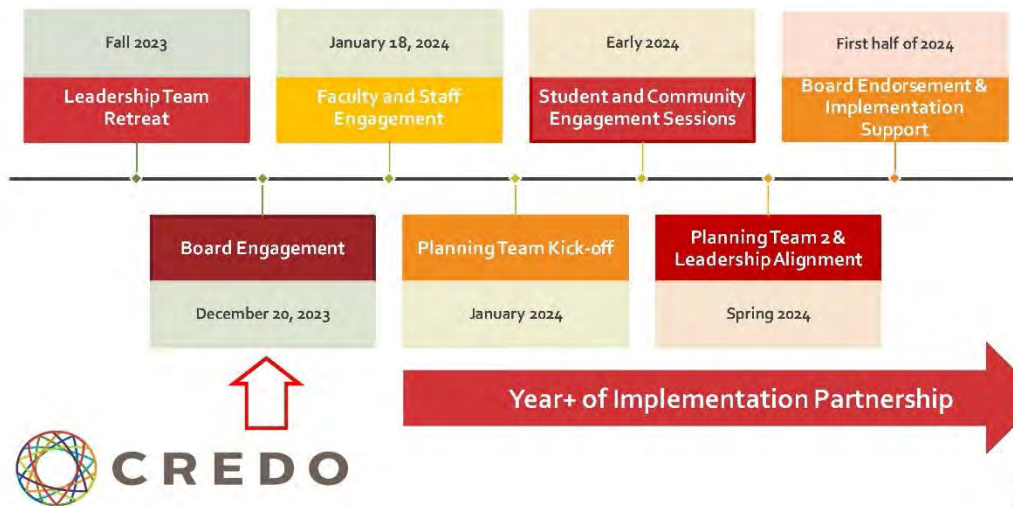 Fall 2023
Leadership Team
Retreat
January 18, 2024
Faculty and Staff
Engagement
Early 2024
Student and Community
Engagement Sessions
First half of 2024
Board Endorsement &
Implementation
Support
Board Engagement
December 20, 2023
Planning Team Kick-off
January 2024
Planning Team 2 &
Leadership Alignment
Spring 2024
Year+ of Implementation Partnership
CREDO